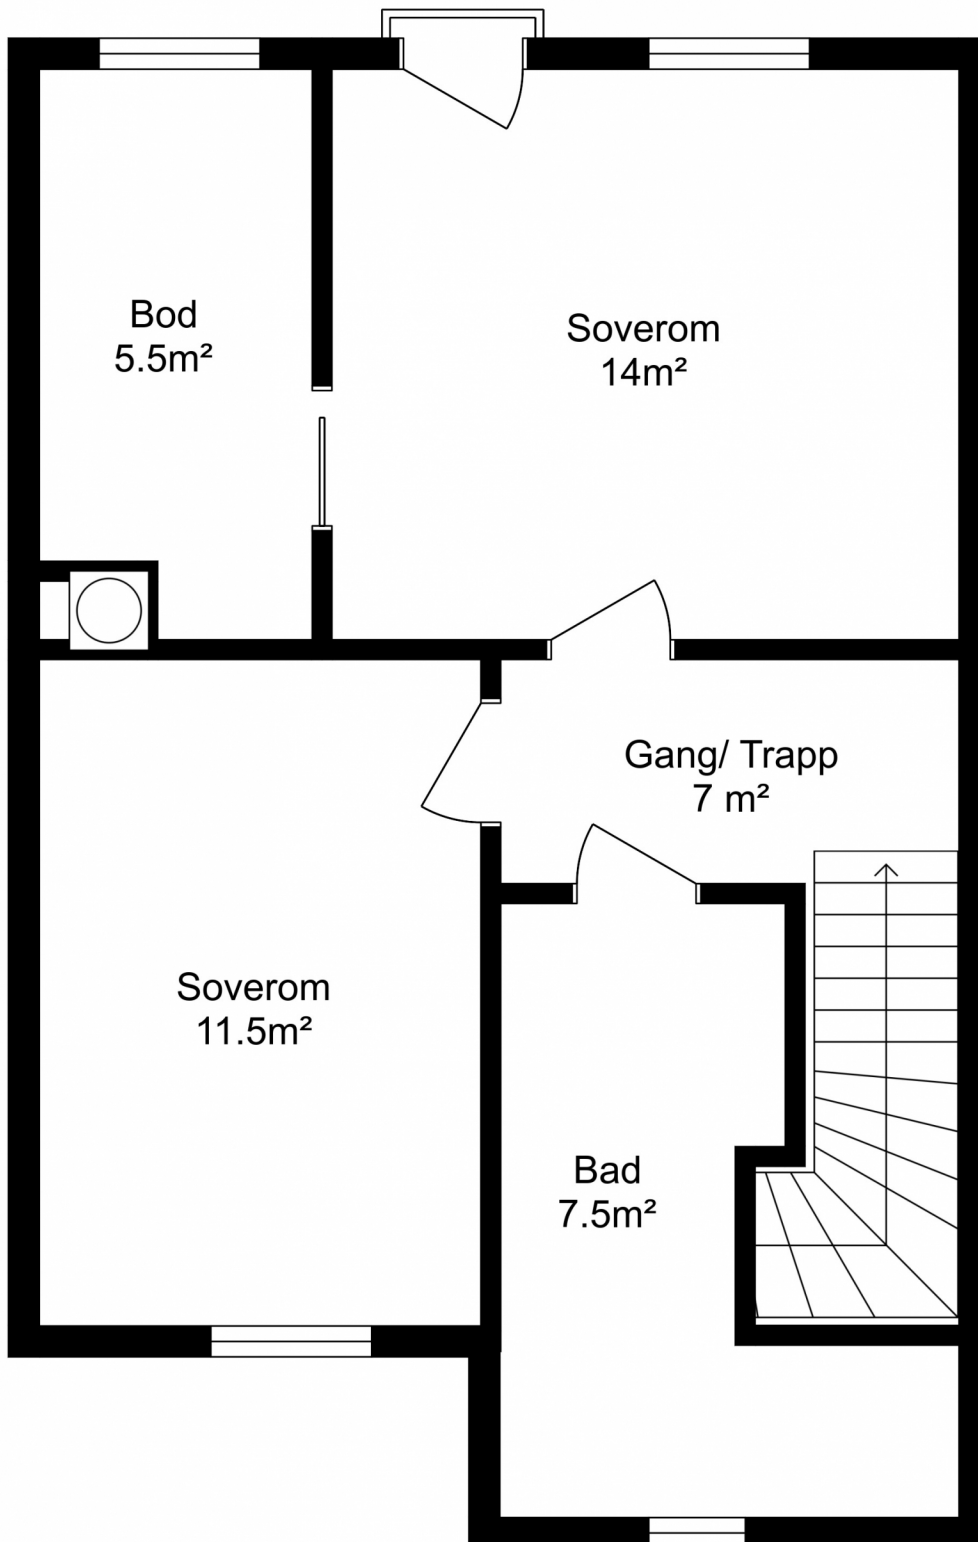 Bod
5.5m²
Soverom
14m²
Gang/ Trapp
7 m²
Soverom
11.5m²
Bad
7.5m²